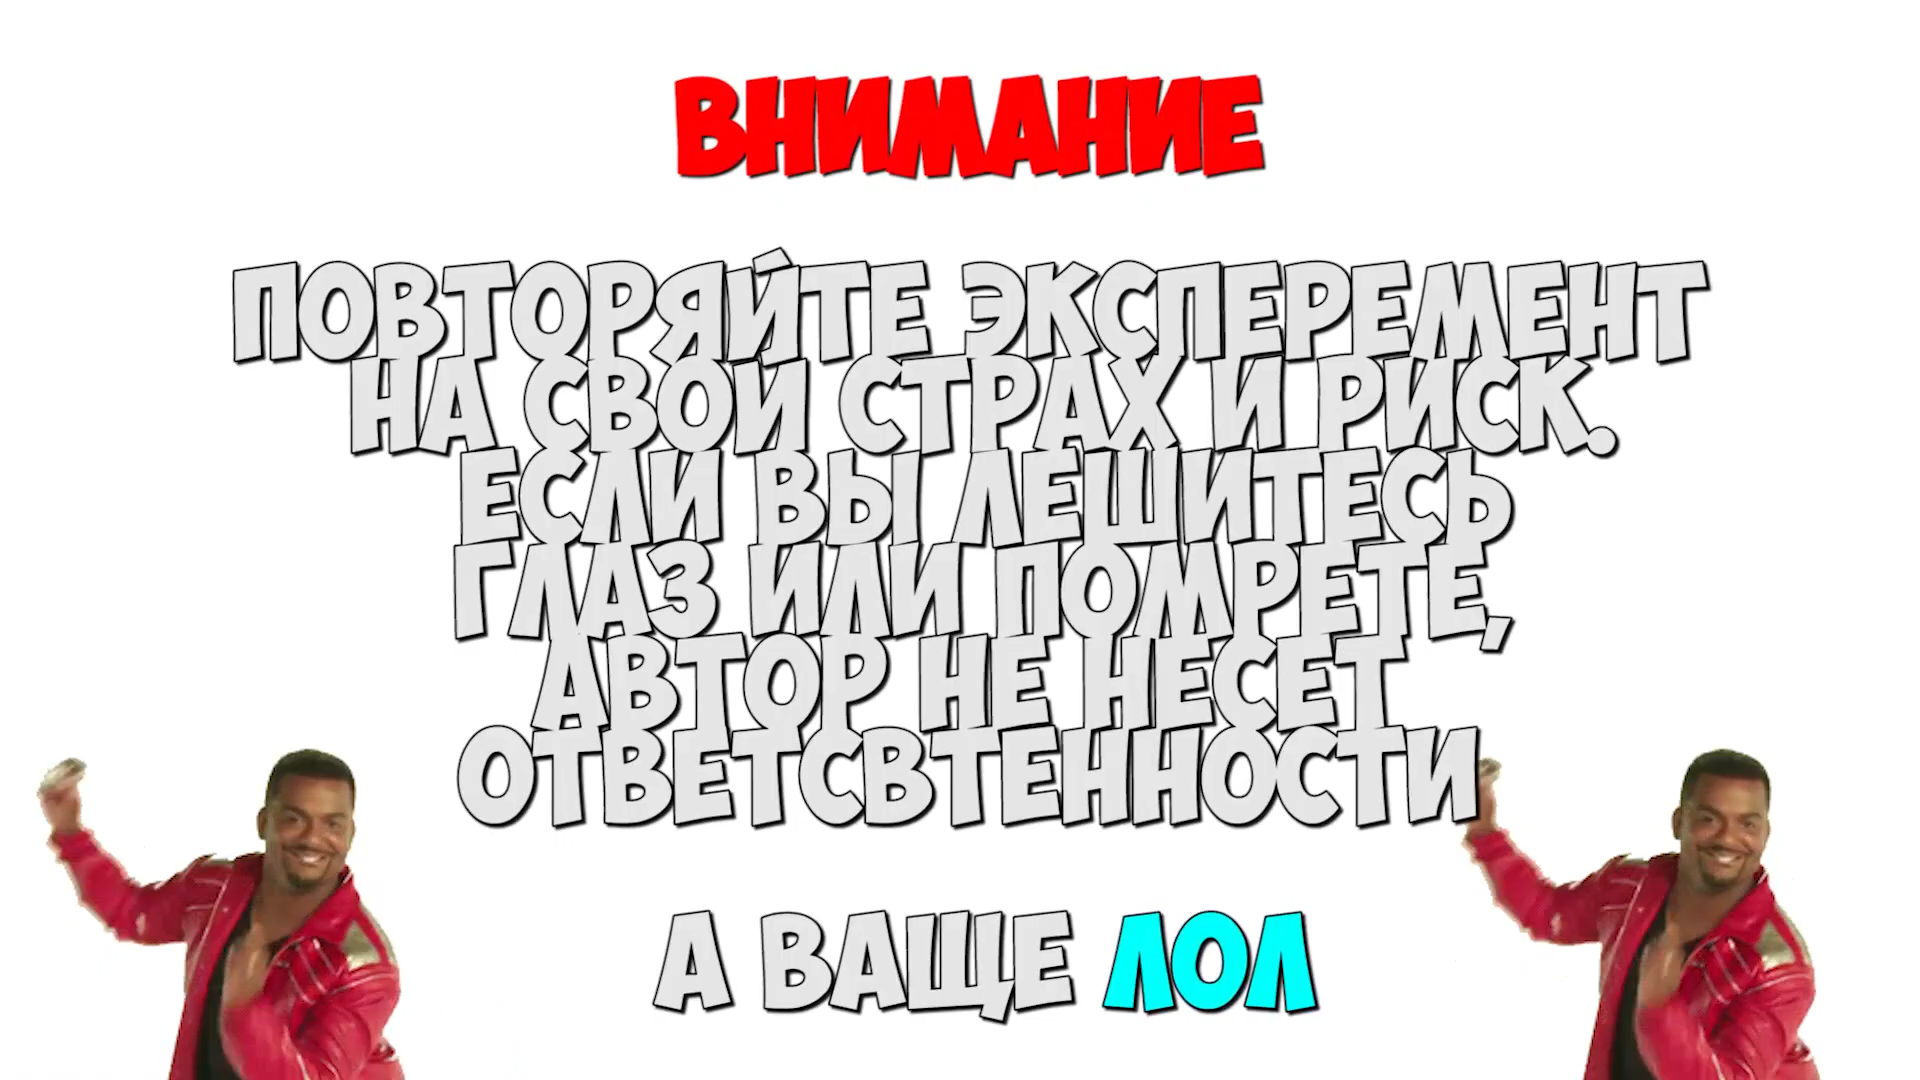 ВНИМАНИЕ
ПОВТОРЯЙТЕ ЭКСПЕРЕМЕНТ
НА СВОЙ СТРАХ И РИСК.
ЕСЛИ ВЫ ЛЕШИТЕСЬ
ГЛАЗ ИЛИ ПОМРЕТЕ,
АВТОР НЕ НЕСЕТ
ОТВЕТСВТЕННОСТИ
А ВАЩЕ ЛОЛ